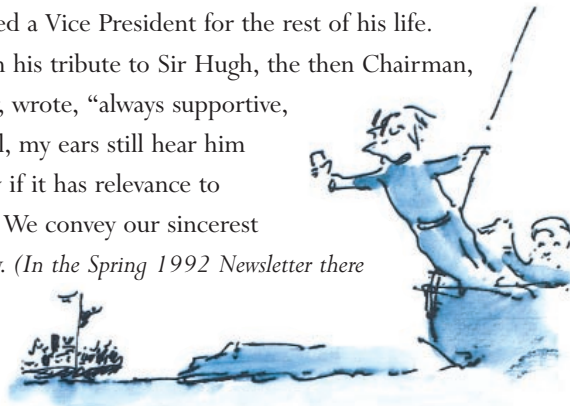 ed a Vice President for the rest of his life.
his tribute to Sir Hugh, the then Chairman,
, wrote, “always supportive,
l, my ears still hear him
if it has relevance to
We convey our sincerest
. (In the Spring 1992 Newsletter there